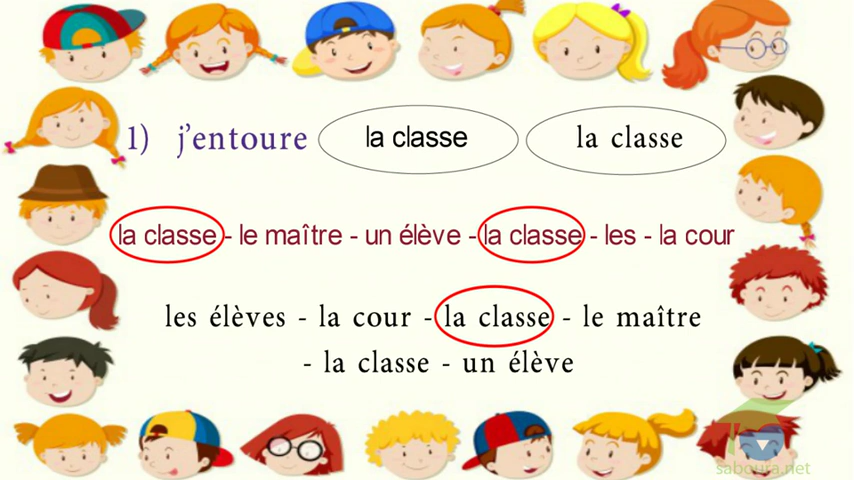 1) j'entoure la classe la classe
la classe - le maître - un élève - la classe - les - la cour
les élèves - la cour - la classe - le maître
- la classe - un élève
saboura.net